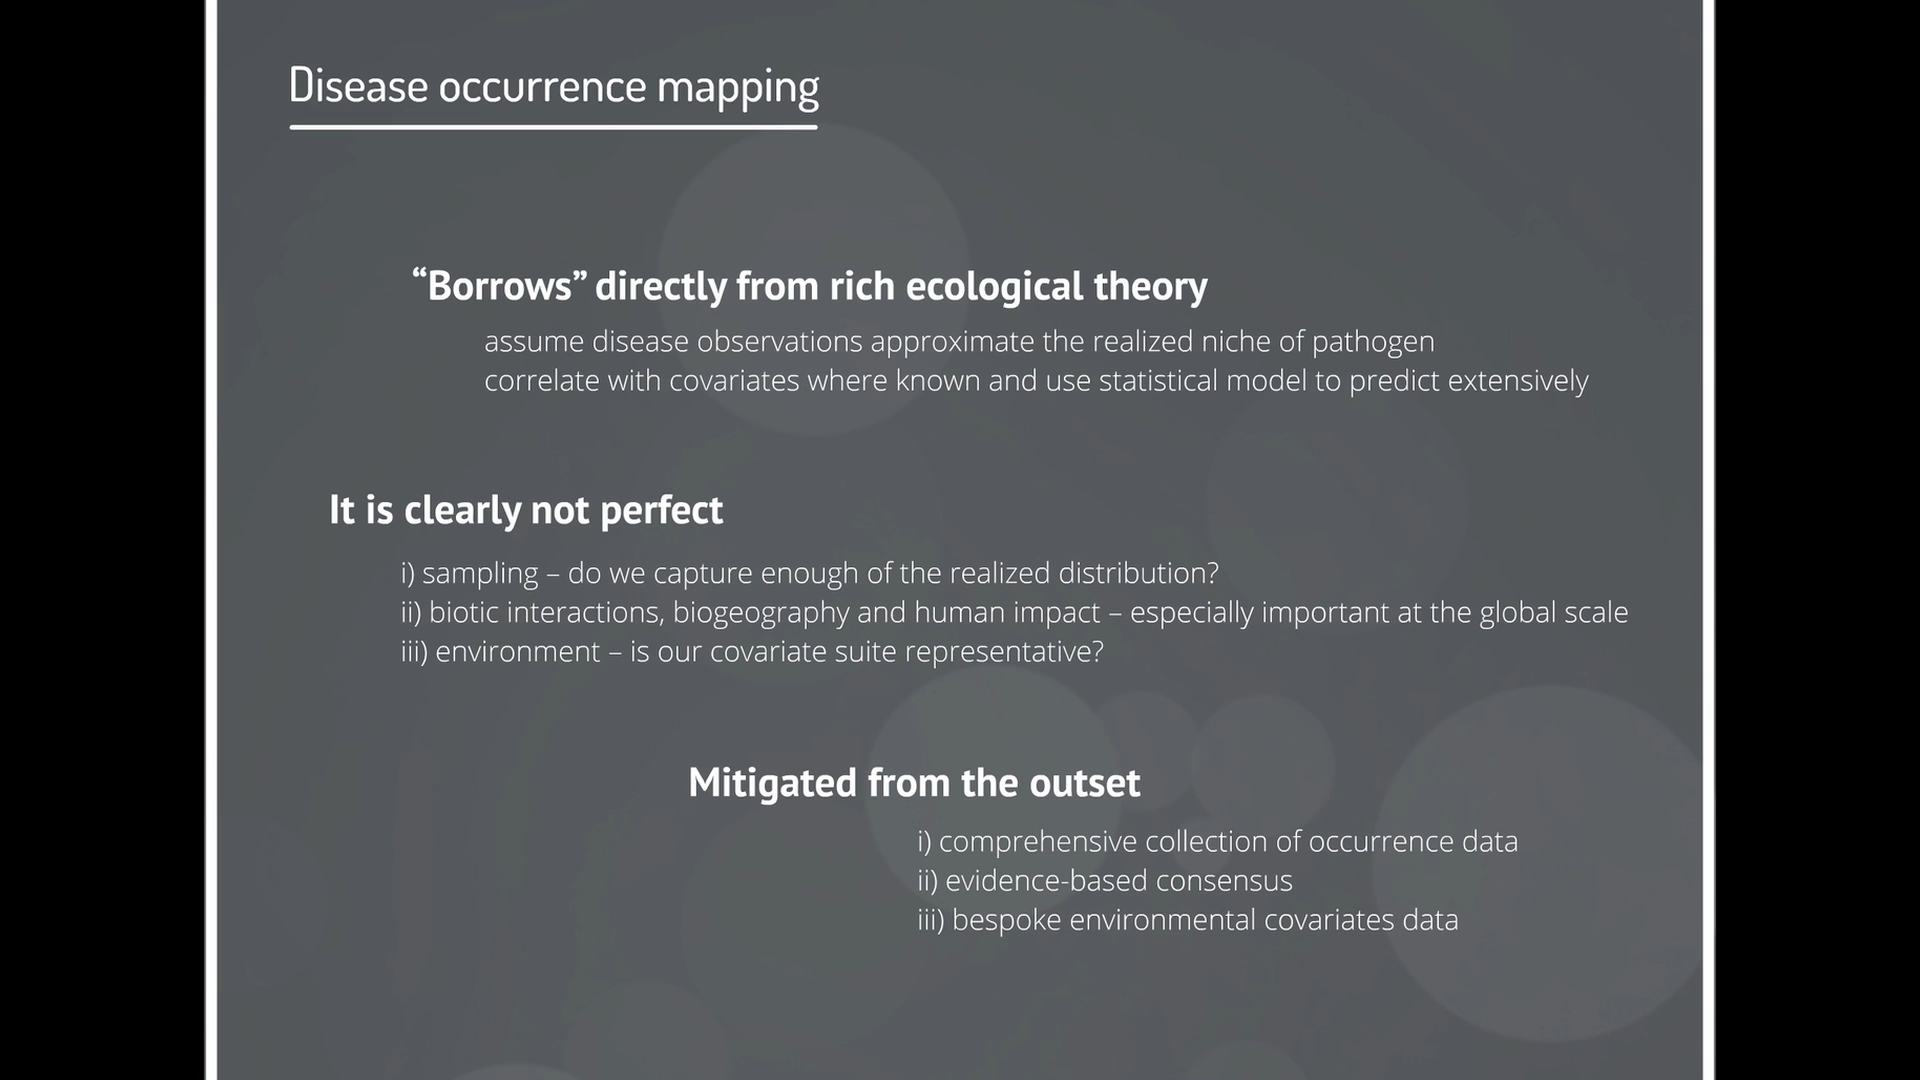 Disease occurrence mapping
“Borrows” directly from rich ecological theory
assume disease observations approximate the realized niche of pathogen
correlate with covariates where known and use statistical model to predict extensively
It is clearly not perfect
i) sampling – do we capture enough of the realized distribution?
ii) biotic interactions, biogeography and human impact – especially important at the global scale
iii) environment – is our covariate suite representative?
Mitigated from the outset
i) comprehensive collection of occurrence data
ii) evidence-based consensus
iii) bespoke environmental covariates data